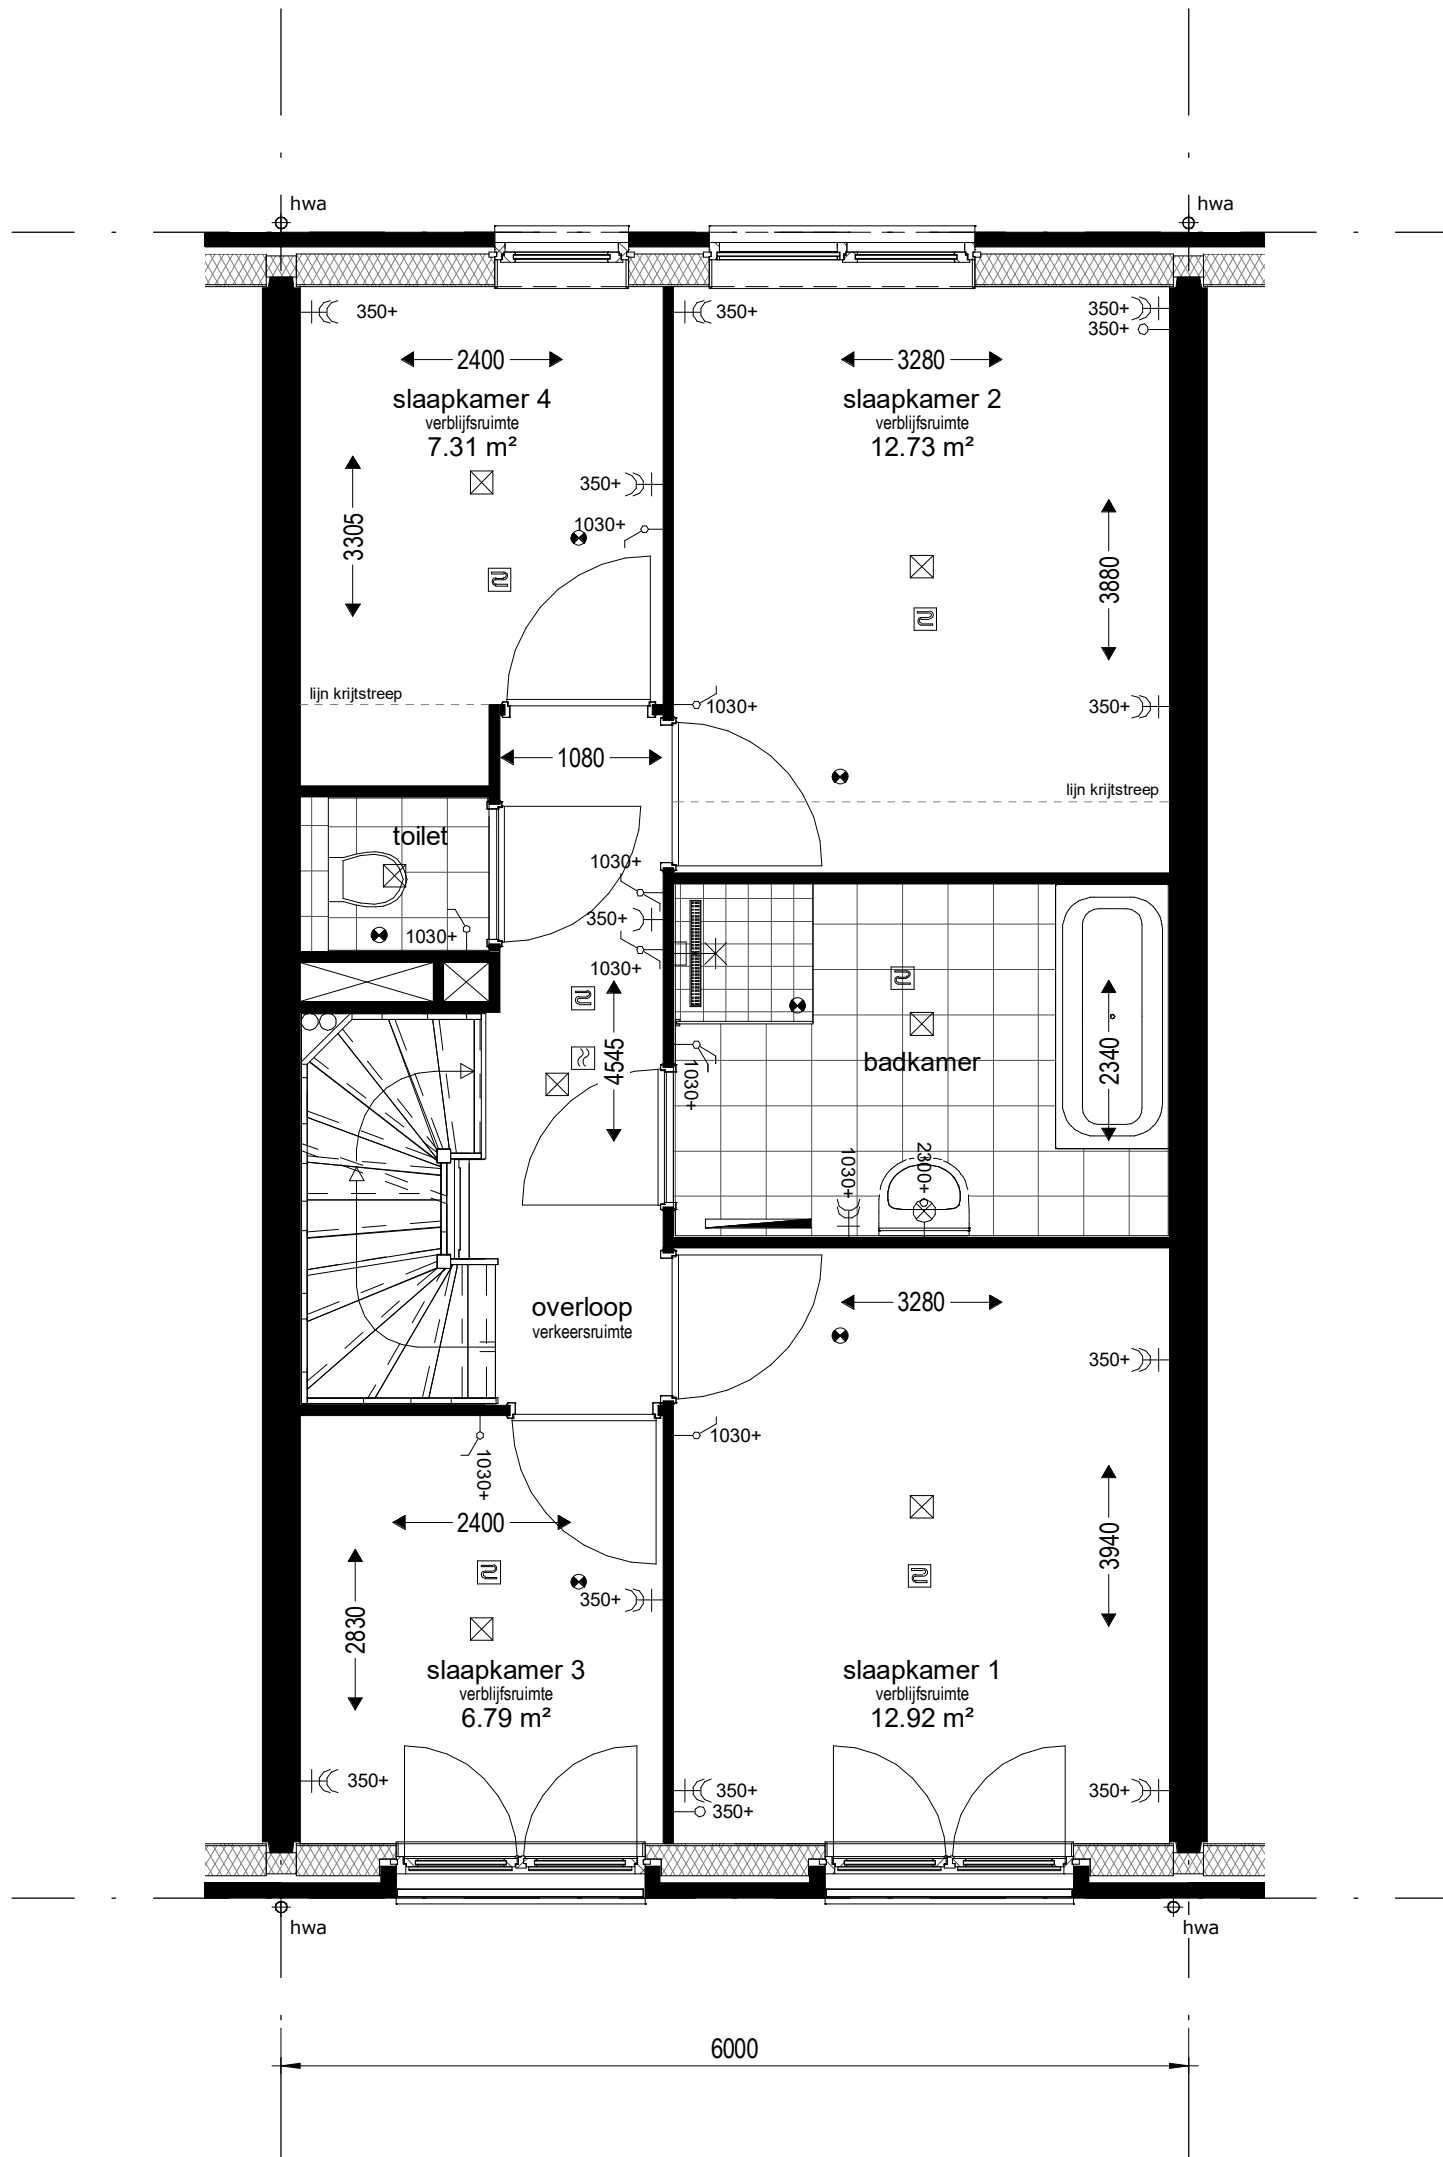 hwa
hwa
350+
350+
350+
350+
2400
3280
slaapkamer 4
verblijfsruimte
7.31 m²
slaapkamer 2
verblijfsruimte
12.73 m²
350+
1030+
3305
3880
lijn krijtstreep
1030+
350+
1080
lijn krijtstreep
toilet
1030+
350+
1030+
1030+
4545
badkamer
2340
1030+
1030+
2300+
overloop
verkeersruimte
3280
350+
1030+
1030+
2400
3940
350+
2830
slaapkamer 3
verblijfsruimte
6.79 m²
slaapkamer 1
verblijfsruimte
12.92 m²
350+
350+
350+
350+
hwa
hwa
6000